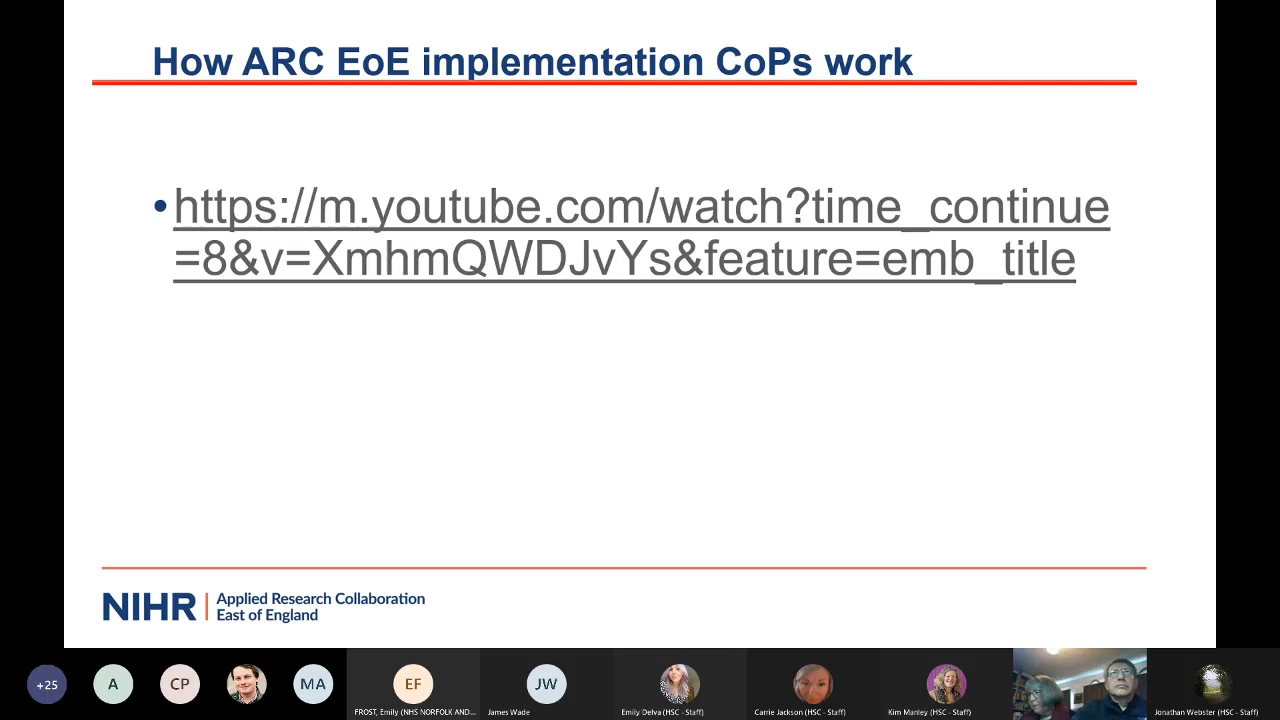 How ARC EoE implementation CoPs work
•https://m.youtube.com/watch?time_continue
=8&v=XmhmQWDJvYs&feature=emb_title
NIHR | Applied Research Collaboration
East of England
+25
A
CP
MA
EF
JW
FROST, Emily (NHS NORFOLK AND...
James Wade
Emily Delva (HSC - Staff)
Carrie Jackson (HSC - Staff)
Kim Manley (HSC - Staff)
Jonathan Webster (HSC - Staff)